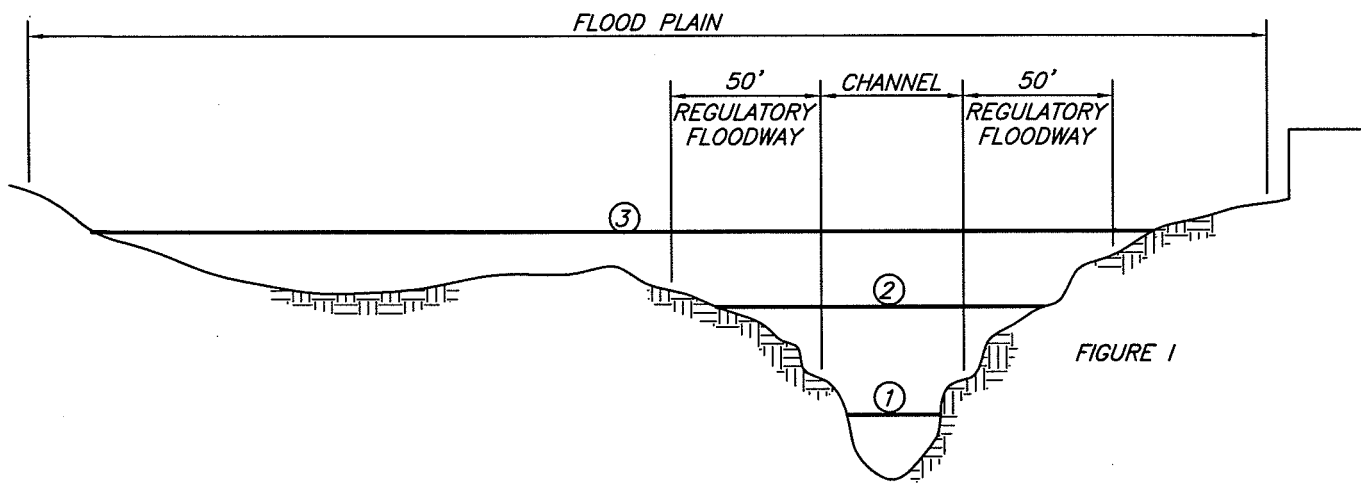 FLOOD PLAIN
50'
CHANNEL
50'
REGULATORY
FLOODWAY
REGULATORY
FLOODWAY
3
2
FIGURE 1
1